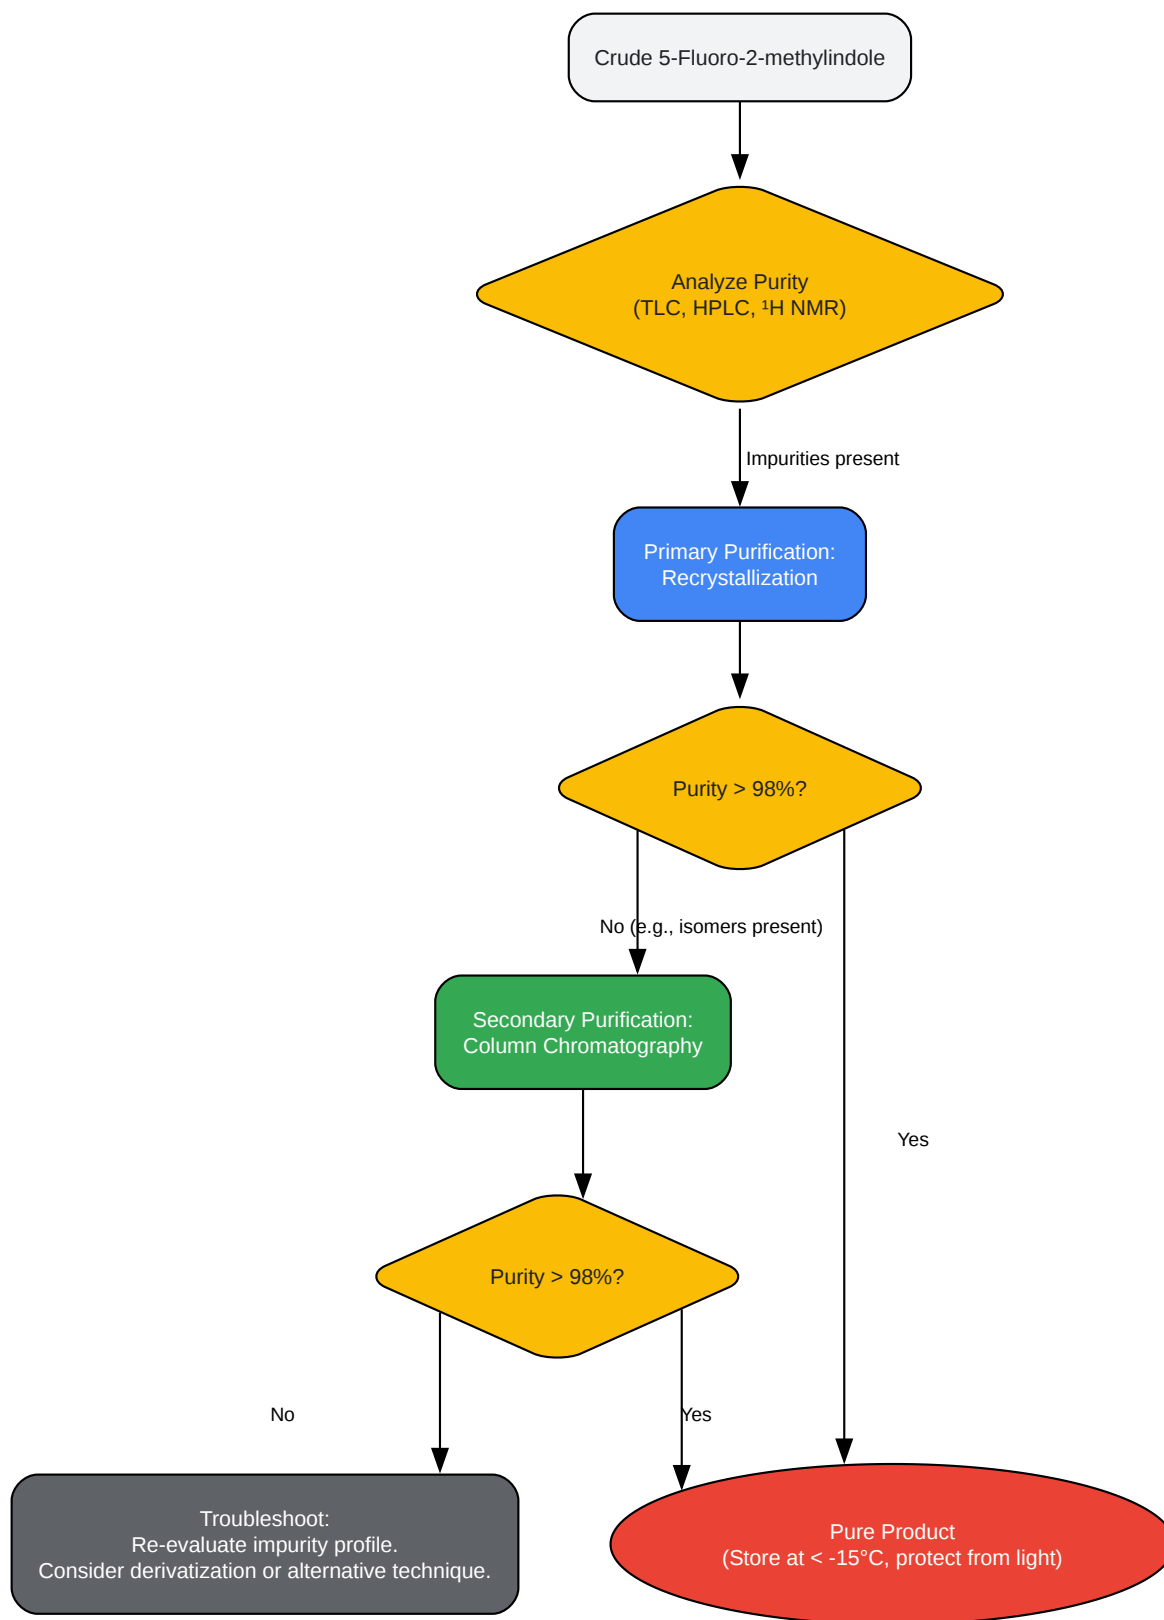 Crude 5-Fluoro-2-methylindole
Analyze Purity
(TLC, HPLC, ¹H NMR)
Impurities present
Primary Purification:
Recrystallization
Purity > 98%?
No (e.g., isomers present)
Secondary Purification:
Column Chromatography
Yes
Purity > 98%?
No
Yes
Troubleshoot:
Re-evaluate impurity profile.
Consider derivatization or alternative technique.
Pure Product
(Store at < -15°C, protect from light)